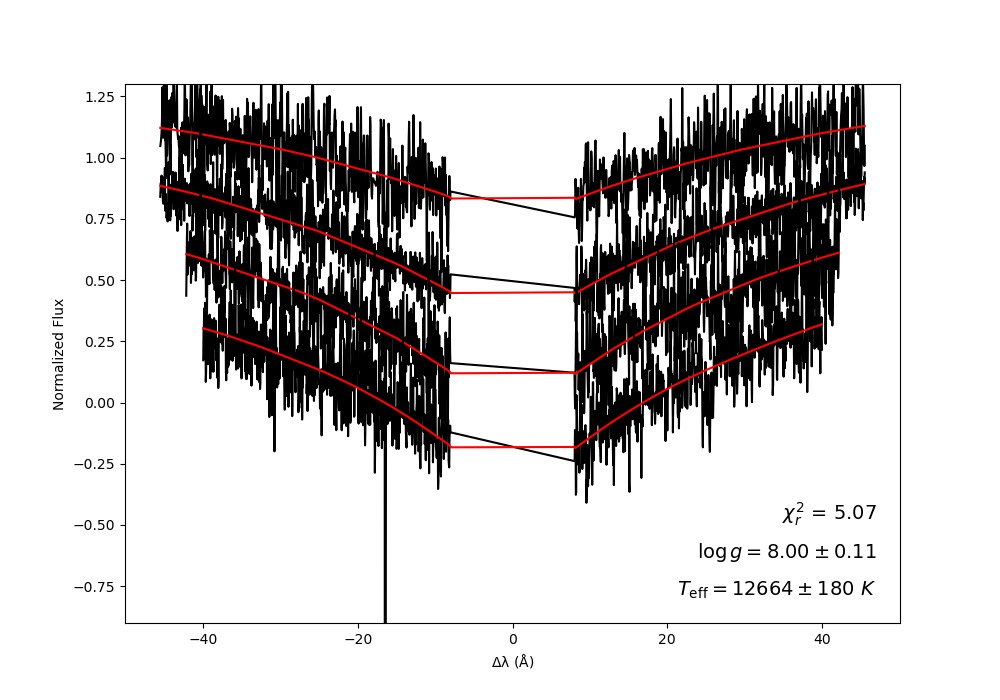 1.25
1.00
0.75
0.50
0.25
0.00
−0.25
−0.50
−0.75
Normalized Flux
χ²ᵣ = 5.07
log g = 8.00 ± 0.11
T_eff = 12664 ± 180 K
−40 −20 0 20 40
Δλ (Å)